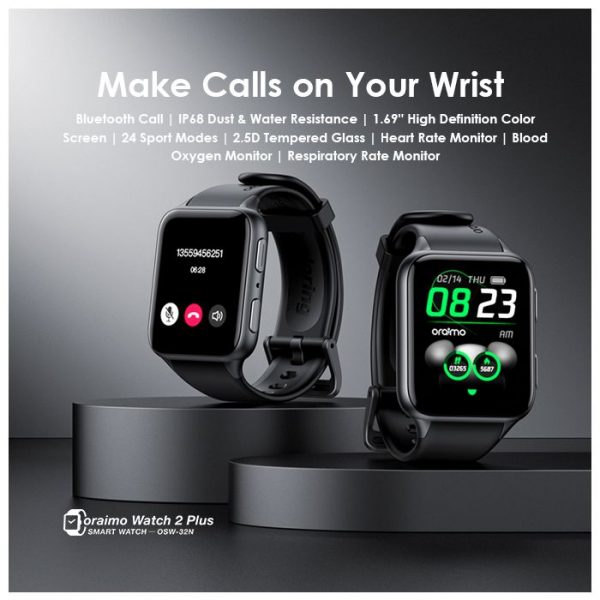 Make Calls on Your Wrist
Bluetooth Call | IP68 Dust & Water Resistance | 1.69" High Definition Color
Screen | 24 Sport Modes | 2.5D Tempered Glass | Heart Rate Monitor | Blood
Oxygen Monitor | Respiratory Rate Monitor
13559456251
06:28
02/14 THU
08 23
oraimo AM
03265 5687
oraimo Watch 2 Plus
SMART WATCH — OSW-32N